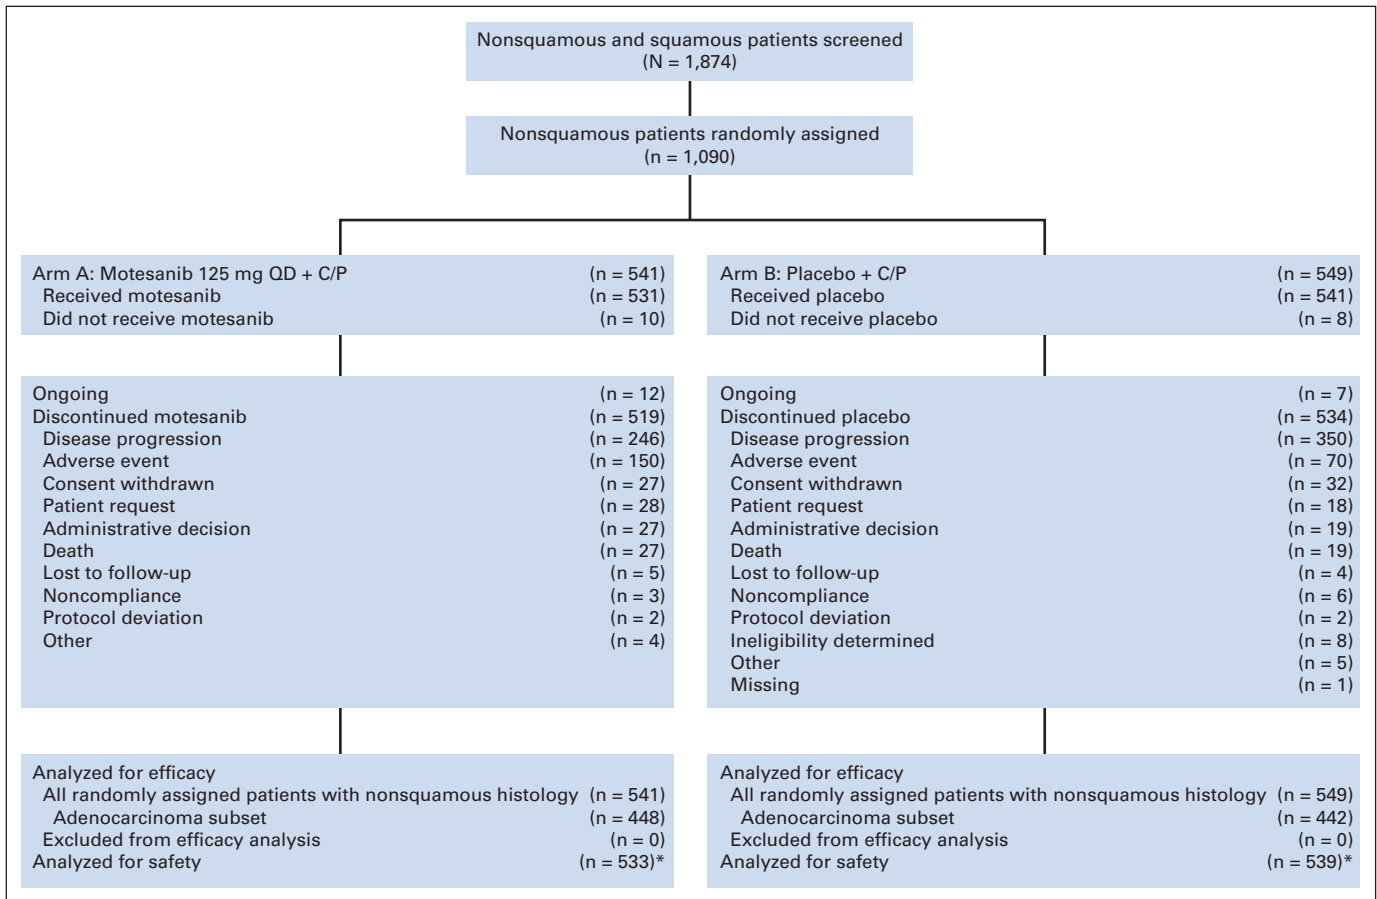 Nonsquamous and squamous patients screened
(N = 1,874)
Nonsquamous patients randomly assigned
(n = 1,090)
Arm A: Motesanib 125 mg QD + C/P (n = 541)
Received motesanib (n = 531)
Did not receive motesanib (n = 10)
Arm B: Placebo + C/P (n = 549)
Received placebo (n = 541)
Did not receive placebo (n = 8)
Ongoing (n = 12)
Discontinued motesanib (n = 519)
Disease progression (n = 246)
Adverse event (n = 150)
Consent withdrawn (n = 27)
Patient request (n = 28)
Administrative decision (n = 27)
Death (n = 27)
Lost to follow-up (n = 5)
Noncompliance (n = 3)
Protocol deviation (n = 2)
Other (n = 4)
Ongoing (n = 7)
Discontinued placebo (n = 534)
Disease progression (n = 350)
Adverse event (n = 70)
Consent withdrawn (n = 32)
Patient request (n = 18)
Administrative decision (n = 19)
Death (n = 19)
Lost to follow-up (n = 4)
Noncompliance (n = 6)
Protocol deviation (n = 2)
Ineligibility determined (n = 8)
Other (n = 5)
Missing (n = 1)
Analyzed for efficacy
All randomly assigned patients with nonsquamous histology (n = 541)
Adenocarcinoma subset (n = 448)
Excluded from efficacy analysis (n = 0)
Analyzed for safety (n = 533)*
Analyzed for efficacy
All randomly assigned patients with nonsquamous histology (n = 549)
Adenocarcinoma subset (n = 442)
Excluded from efficacy analysis (n = 0)
Analyzed for safety (n = 539)*